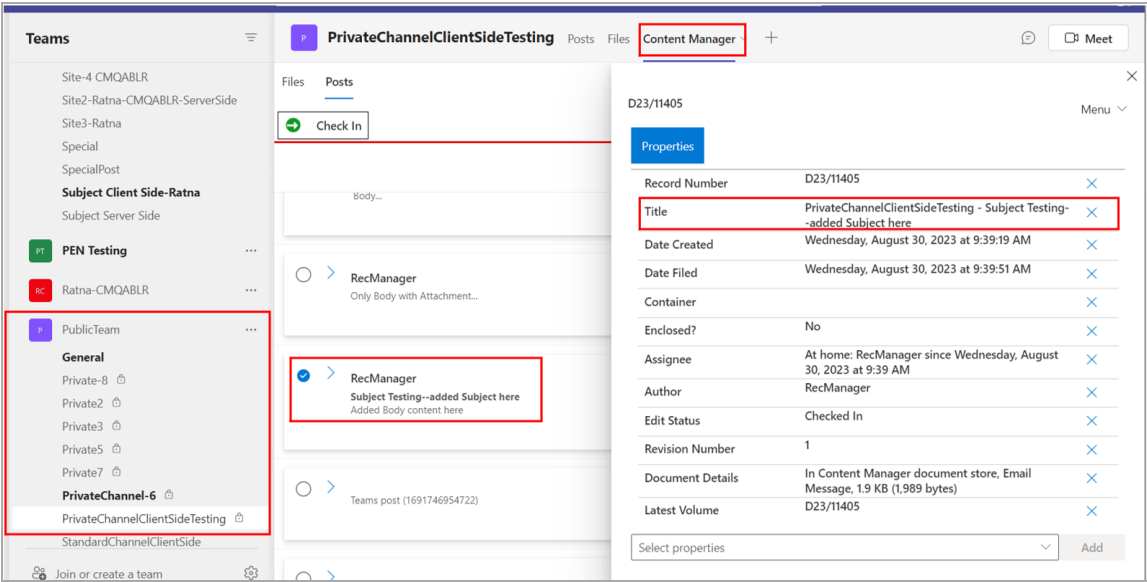 Teams
Site-4 CMQABLR
Site2-Ratna-CMQABLR-ServerSide
Site3-Ratna
Special
SpecialPost
Subject Client Side-Ratna
Subject Server Side
PT PEN Testing ...
RC Ratna-CMQABLR ...
P PublicTeam ...
General
Private-8
Private2
Private3
Private5
Private7
PrivateChannel-6
PrivateChannelClientSideTesting
StandardChannelClientSide
Join or create a team
P PrivateChannelClientSideTesting Posts Files Content Manager
Meet
Files Posts
Check In
Body...
RecManager
Only Body with Attachment...
RecManager
Subject Testing--added Subject here
Added Body content here
Teams post (1691746954722)
D23/11405
Menu
Properties
Record Number D23/11405
Title PrivateChannelClientSideTesting - Subject Testing-
-added Subject here
Date Created Wednesday, August 30, 2023 at 9:39:19 AM
Date Filed Wednesday, August 30, 2023 at 9:39:51 AM
Container
Enclosed? No
Assignee At home: RecManager since Wednesday, August
30, 2023 at 9:39 AM
Author RecManager
Edit Status Checked In
Revision Number 1
Document Details In Content Manager document store, Email
Message, 1.9 KB (1,989 bytes)
Latest Volume D23/11405
Select properties Add